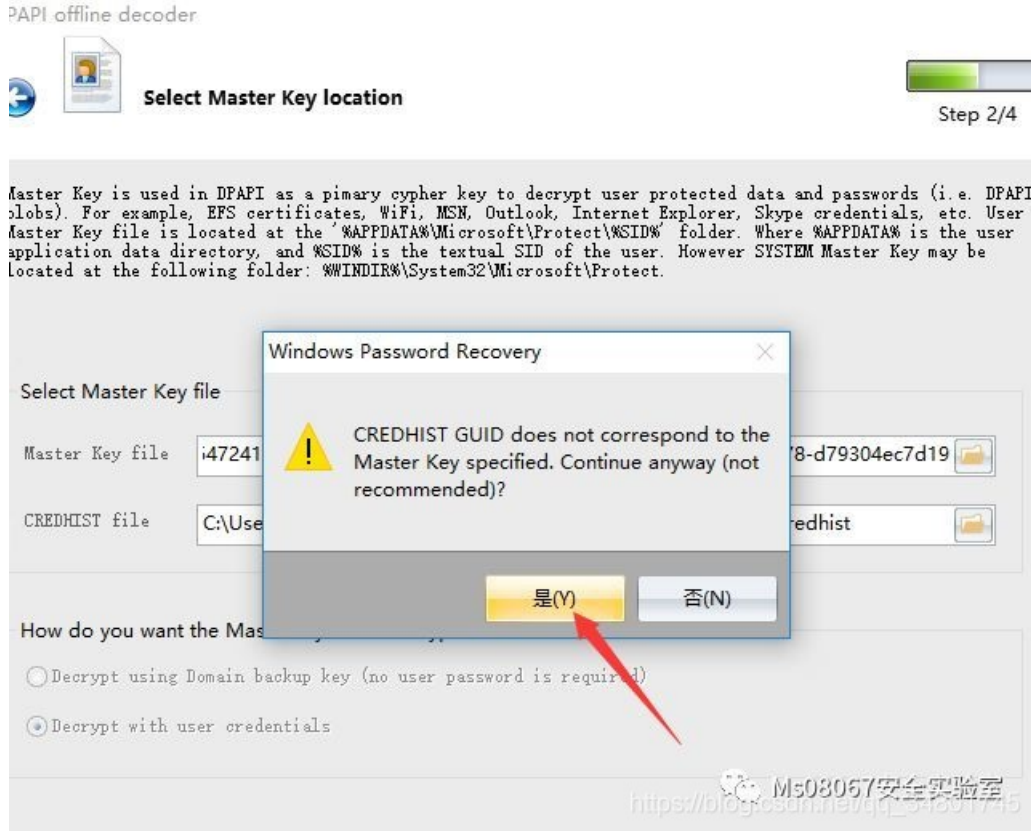 PAPI offline decoder
Select Master Key location
Step 2/4
Master Key is used in DPAPI as a pimary cypher key to decrypt user protected data and passwords (i.e. DPAPI
blobs). For example, EFS certificates, WiFi, MSN, Outlook, Internet Explorer, Skype credentials, etc. User
Master Key file is located at the '%APPDATA%\Microsoft\Protect\%SID%' folder. Where %APPDATA% is the user
application data directory, and %SID% is the textual SID of the user. However SYSTEM Master Key may be
located at the following folder: %WINDIR%\System32\Microsoft\Protect.
Windows Password Recovery
CREDHIST GUID does not correspond to the
Master Key specified. Continue anyway (not
recommended)?
是(Y) 否(N)
Select Master Key file
Master Key file i47241 8-d79304ec7d19
CREDHIST file C:\Use redhist
How do you want the Mas
Decrypt using Domain backup key (no user password is required)
Decrypt with user credentials
Ms08067安全实验室